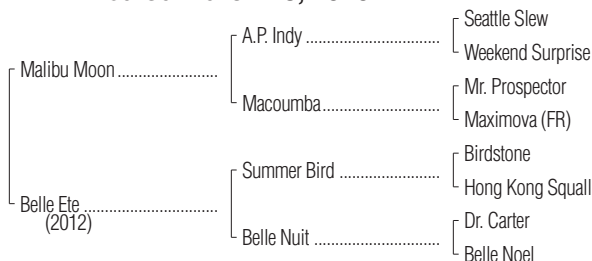 A.P. Indy
Seattle Slew
Weekend Surprise
Malibu Moon
Macoumba
Mr. Prospector
Maximova (FR)
Belle Ete
(2012)
Summer Bird
Birdstone
Hong Kong Squall
Belle Nuit
Dr. Carter
Belle Noel